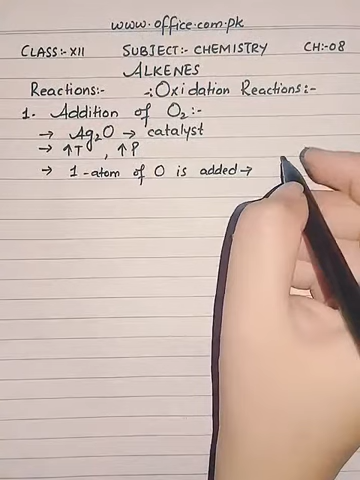 www.office.com.pk
CLASS:- XII SUBJECT:- CHEMISTRY CH:-08
ALKENES
Reactions:- -:Oxidation Reactions:-
1. Addition of O₂:-
→ Ag₂O → catalyst
→ ↑T , ↑P
→ 1-atom of O is added →